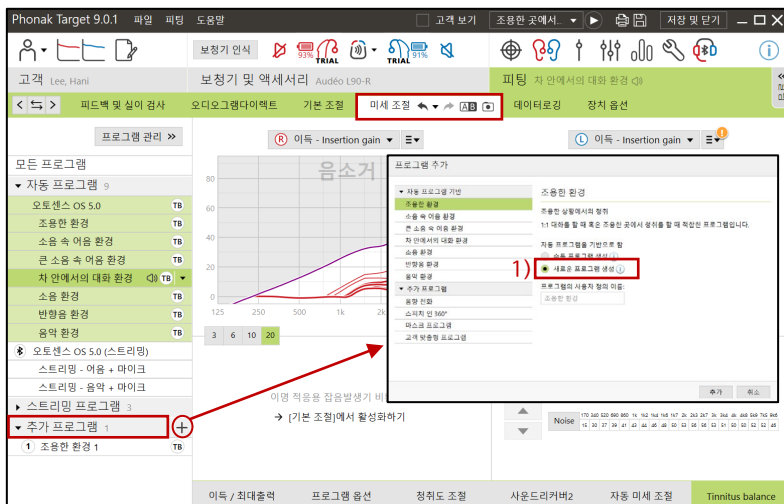 Phonak Target 9.0.1 파일 피팅 도움말
고객 보기 조용한 곳에서.. 저장 및 닫기
보청기 인식 93% TRIAL TRIAL 91%
고객 Lee, Hani 보청기 및 액세서리 Audéo L90-R 피팅 차 안에서의 대화 환경
피드백 및 실이 검사 오디오그램다이렉트 기본 조절 미세 조절 AB 데이터로깅 장치 옵션
프로그램 관리
R 이득 - Insertion gain
L 이득 - Insertion gain
모든 프로그램
자동 프로그램 9
오토센스 OS 5.0 TB
조용한 환경 TB
소음 속 어음 환경 TB
큰 소음 속 어음 환경 TB
차 안에서의 대화 환경 TB
소음 환경 TB
반향음 환경 TB
음악 환경 TB
오토센스 OS 5.0 (스트리밍)
스트리밍 - 어음 + 마이크
스트리밍 - 음악 + 마이크
스트리밍 프로그램 3
추가 프로그램 1
1 조용한 환경 1 TB
음소거
80
60
40
20
0
125 250 500 1k 2k
3 6 10 20
이명 적응용 잡음발생기 비
→ [기본 조절]에서 활성화하기
프로그램 추가
자동 프로그램 기반
조용한 환경
소음 속 어음 환경
큰 소음 속 어음 환경
차 안에서의 대화 환경
소음 환경
반향음 환경
음악 환경
추가 프로그램
음향 전화
스피치 인 360°
마스크 프로그램
고객 맞춤형 프로그램
조용한 환경
조용한 상황에서의 청취
1:1 대화를 할 때 혹은 조용한 곳에서 청취를 할 때 적합한 프로그램입니다.
자동 프로그램을 기반으로 함
스트 프로그램 생성
1) 새로운 프로그램 생성
프로그램의 사용자 정의 이름:
조용한 환경
추가 취소
Noise
이득 / 최대출력 프로그램 옵션 청취도 조절 사운드리커버2 자동 미세 조절 Tinnitus balance